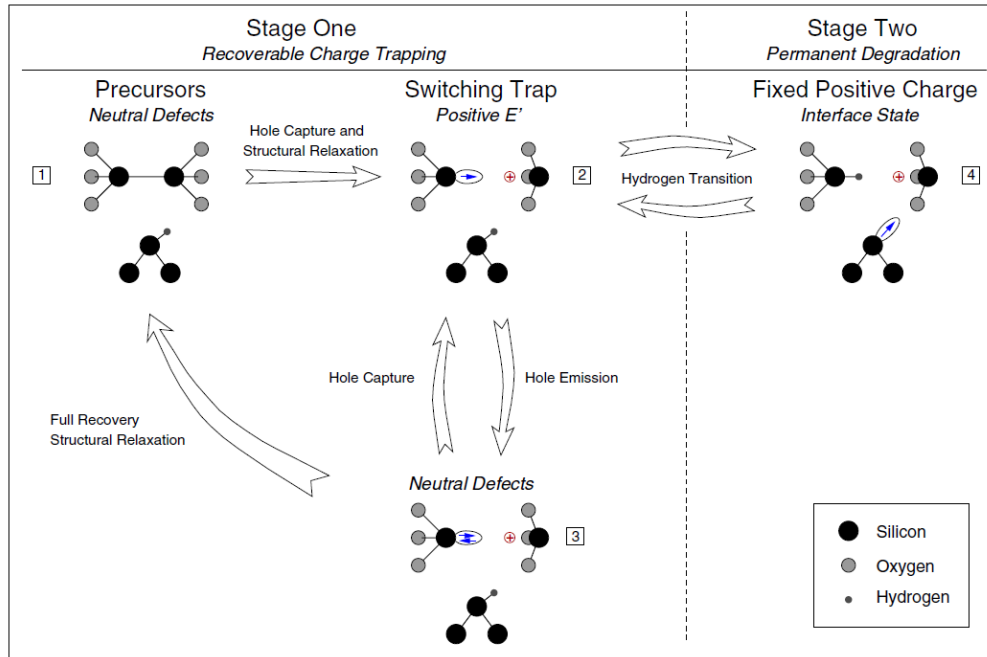 Stage One
Recoverable Charge Trapping
Stage Two
Permanent Degradation
Precursors
Neutral Defects
Switching Trap
Positive E'
Fixed Positive Charge
Interface State
1
Hole Capture and
Structural Relaxation
2
Hydrogen Transition
4
Hole Capture
Hole Emission
Full Recovery
Structural Relaxation
Neutral Defects
3
Silicon
Oxygen
Hydrogen